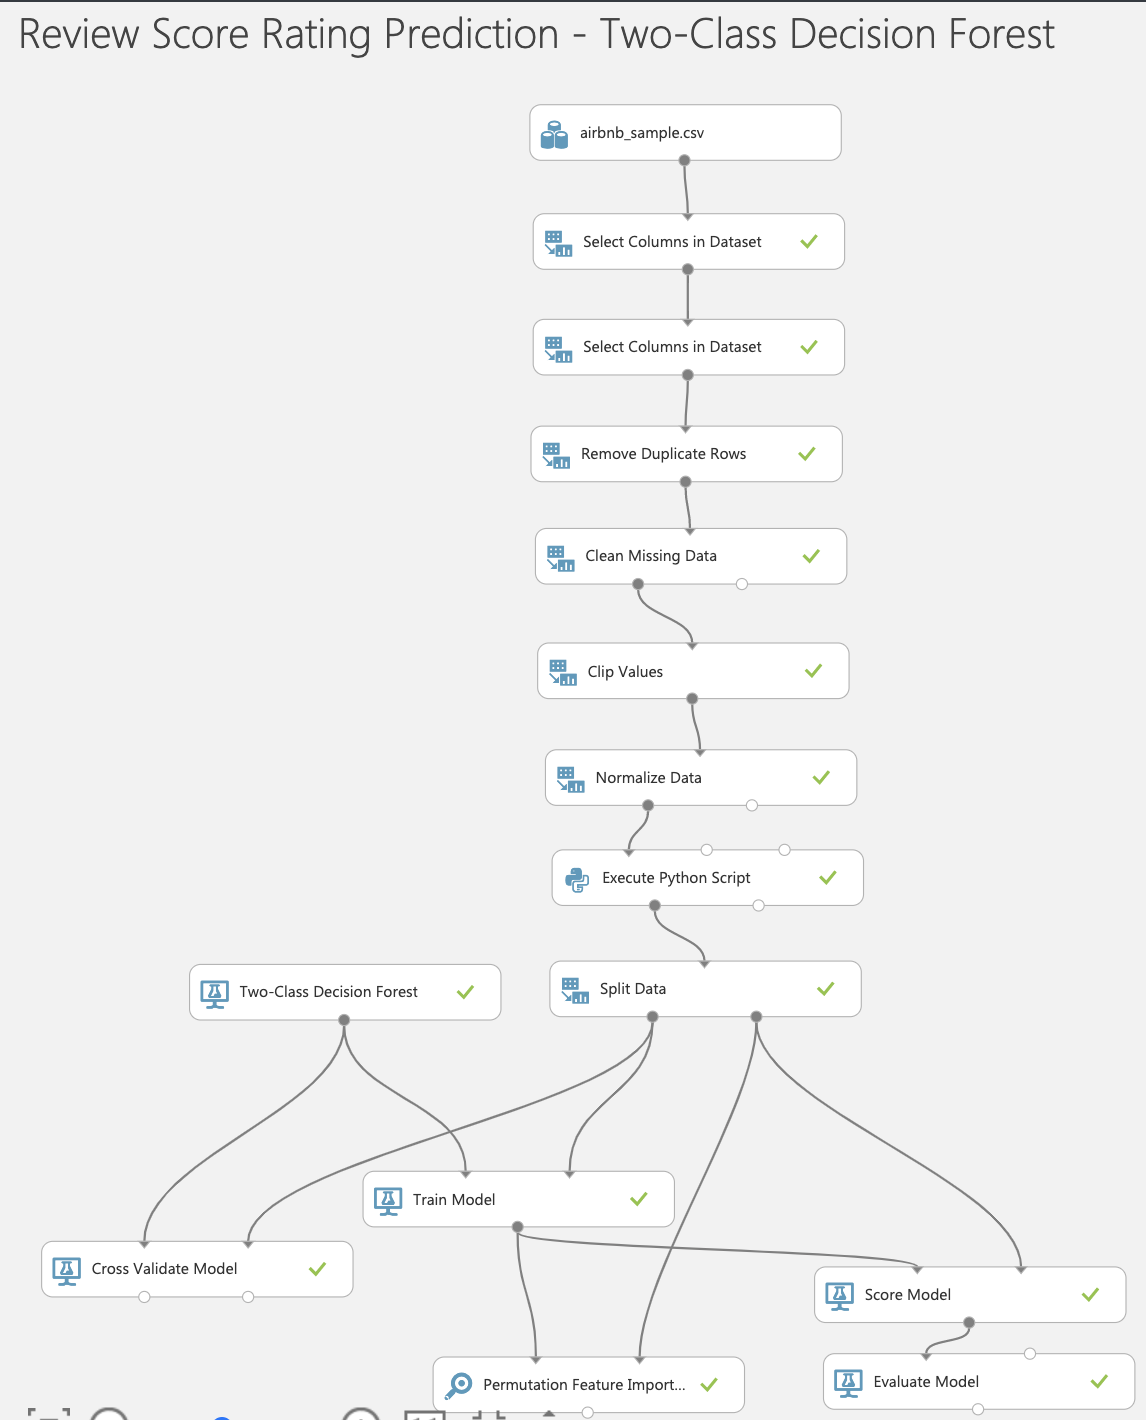 Review Score Rating Prediction - Two-Class Decision Forest
airbnb_sample.csv
Select Columns in Dataset
Select Columns in Dataset
Remove Duplicate Rows
Clean Missing Data
Clip Values
Normalize Data
Execute Python Script
Two-Class Decision Forest
Split Data
Train Model
Cross Validate Model
Score Model
Permutation Feature Import...
Evaluate Model